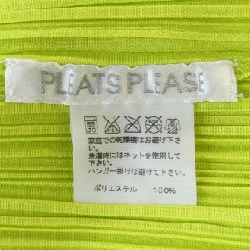 PLEATS PLEASE
家庭での乾燥機はお避け下さ
い。
洗濯時にはネットを使用して下
さい。
ハンガー掛けは避けて下さい。
ポリエステル 100%